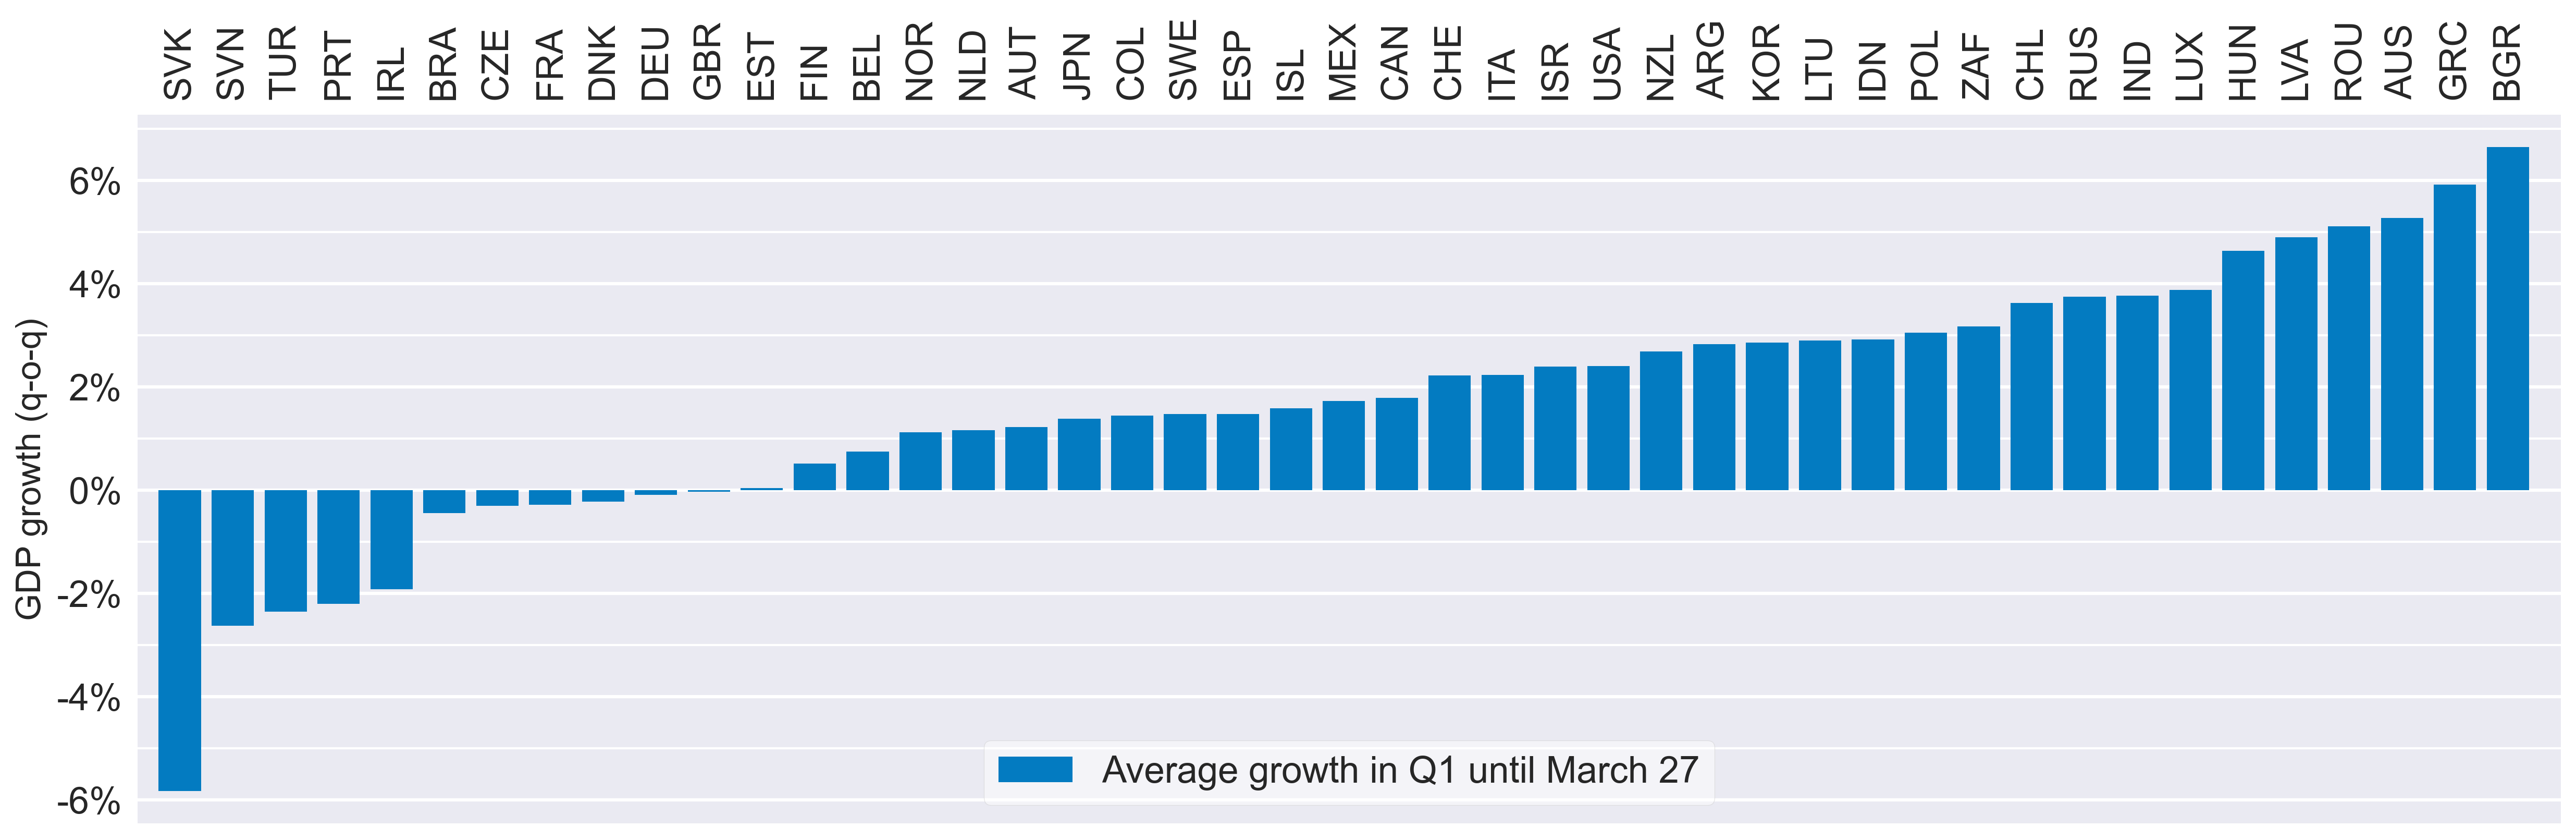 SVK SVN TUR PRT IRL BRA CZE FRA DNK DEU GBR EST FIN BEL NOR NLD AUT JPN COL SWE ESP ISL MEX CAN CHE ITA ISR USA NZL ARG KOR LTU IDN POL ZAF CHL RUS IND LUX HUN LVA ROU AUS GRC BGR
GDP growth (q-o-q)
6%
4%
2%
0%
-2%
-4%
-6%
Average growth in Q1 until March 27